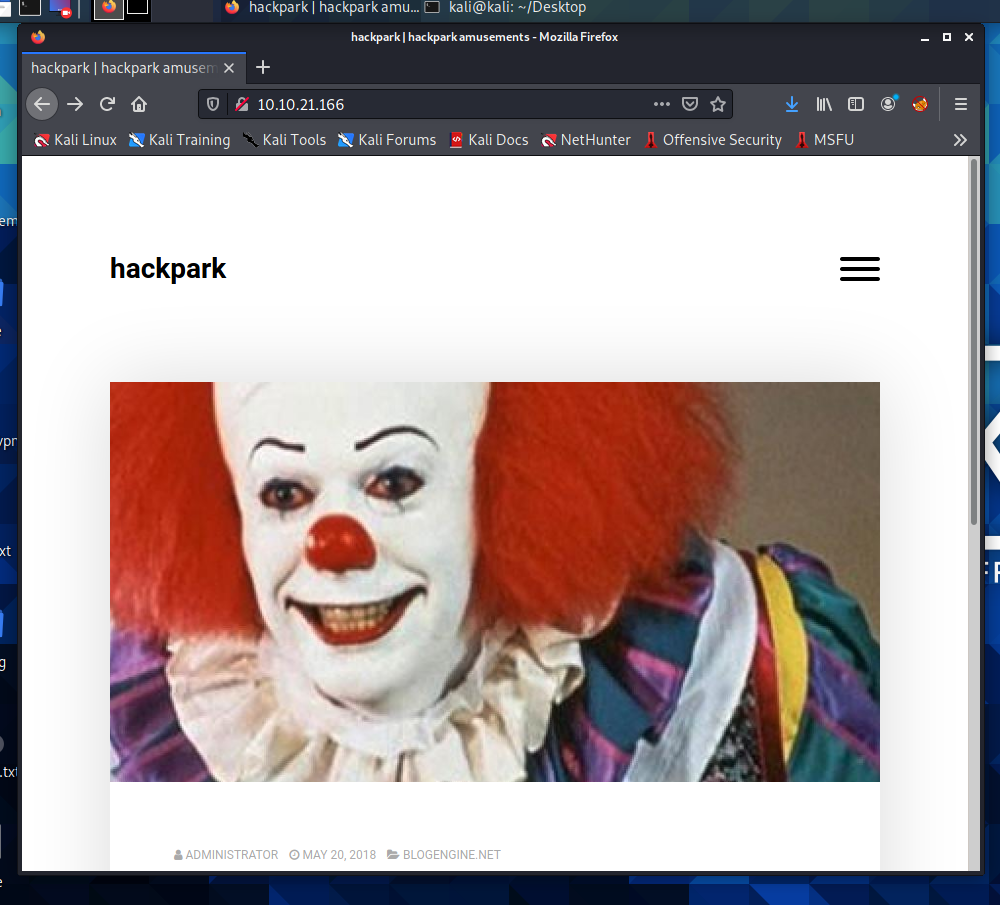 hackpark | hackpark amu... kali@kali: ~/Desktop
hackpark | hackpark amusements - Mozilla Firefox
hackpark | hackpark amusem
10.10.21.166
Kali Linux Kali Training Kali Tools Kali Forums Kali Docs NetHunter Offensive Security MSFU
hackpark
ADMINISTRATOR MAY 20, 2018 BLOGENGINE.NET